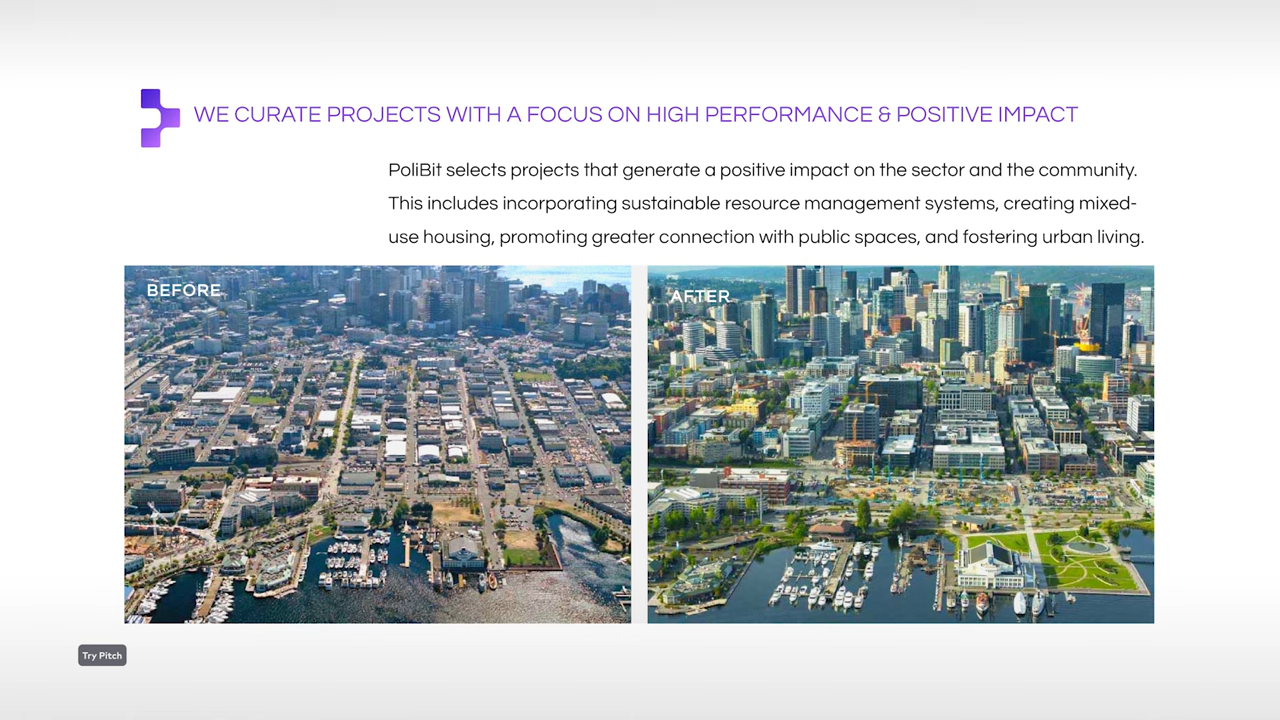 WE CURATE PROJECTS WITH A FOCUS ON HIGH PERFORMANCE & POSITIVE IMPACT
PoliBit selects projects that generate a positive impact on the sector and the community.
This includes incorporating sustainable resource management systems, creating mixed-
use housing, promoting greater connection with public spaces, and fostering urban living.
BEFORE
AFTER
Try Pitch